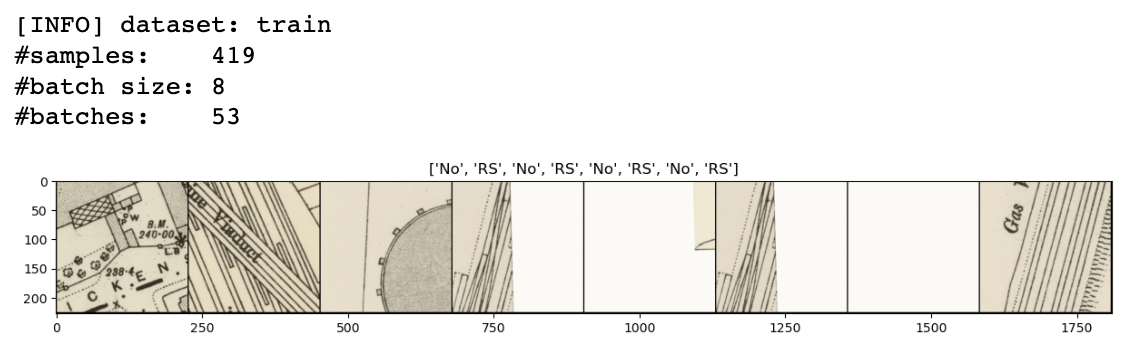 [INFO] dataset: train
#samples: 419
#batch size: 8
#batches: 53
['No', 'RS', 'No', 'RS', 'No', 'RS', 'No', 'RS']
0
50
100
150
200
W
B.M.
240·00
L.B.
238·4
I C K E N .
Viaduct
Gas
0
250
500
750
1000
1250
1500
1750